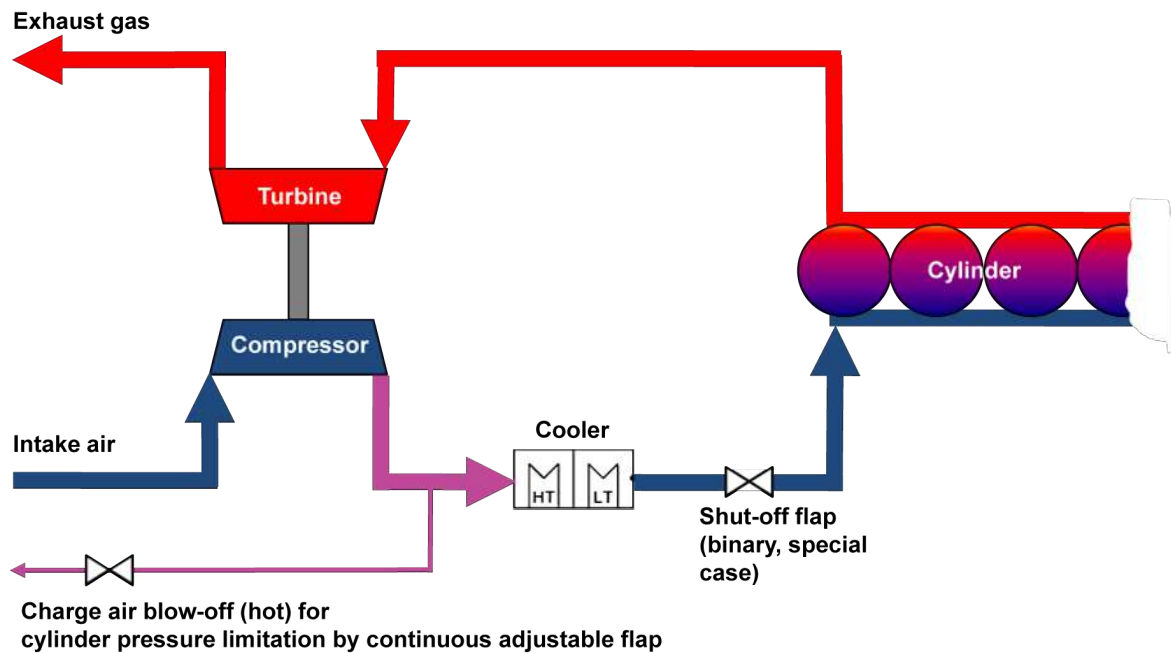 Exhaust gas
Turbine
Cylinder
Compressor
Intake air
Cooler
HT
LT
Shut-off flap
(binary, special
case)
Charge air blow-off (hot) for
cylinder pressure limitation by continuous adjustable flap